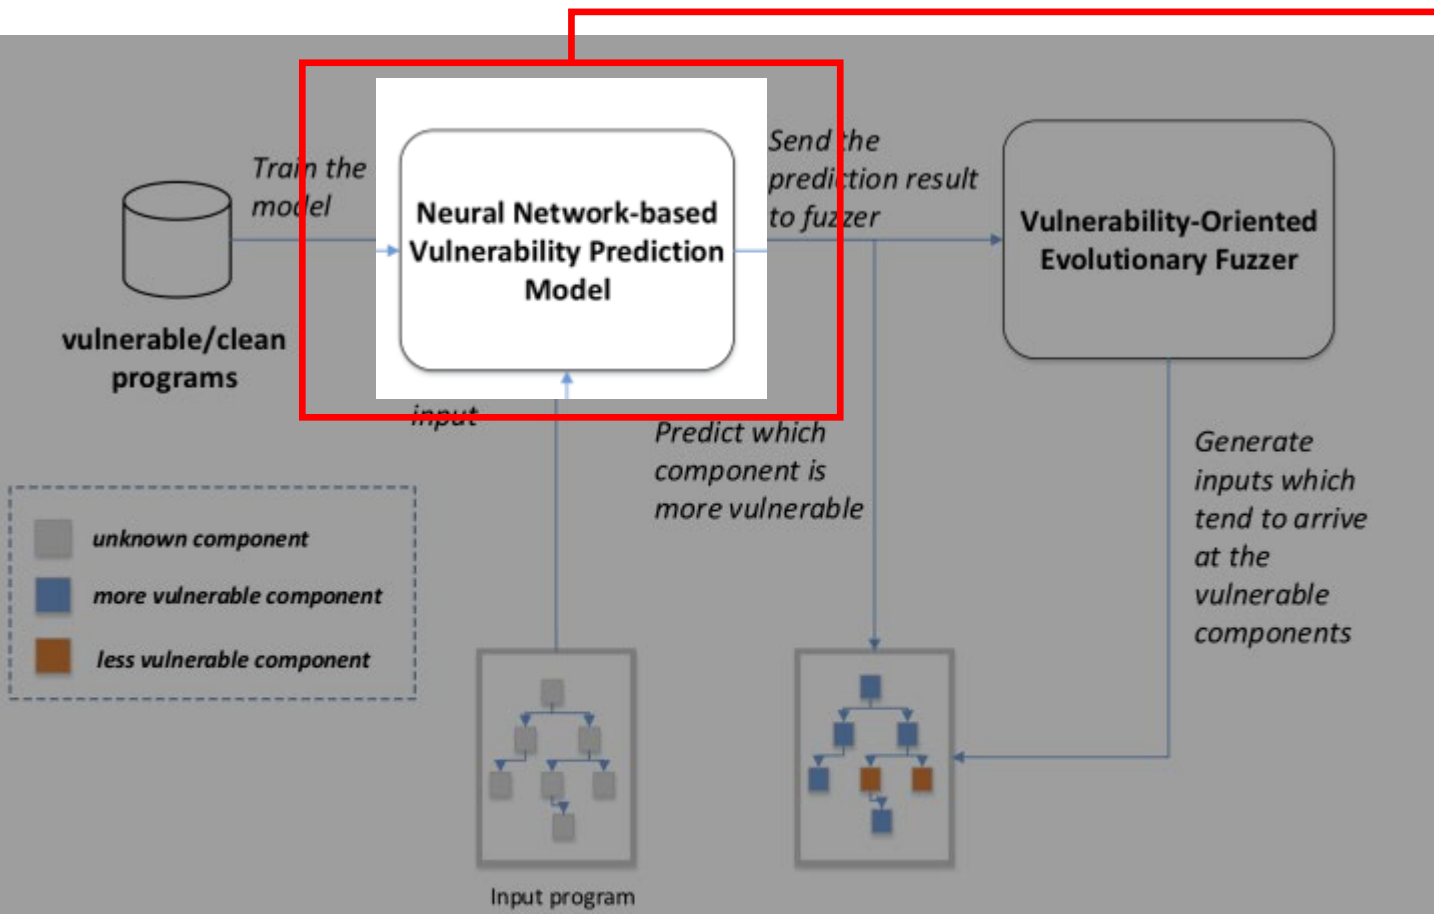 Train the
model
vulnerable/clean
programs
Neural Network-based
Vulnerability Prediction
Model
Send the
prediction result
to fuzzer
Vulnerability-Oriented
Evolutionary Fuzzer
input
Predict which
component is
more vulnerable
Generate
inputs which
tend to arrive
at the
vulnerable
components
unknown component
more vulnerable component
less vulnerable component
Input program